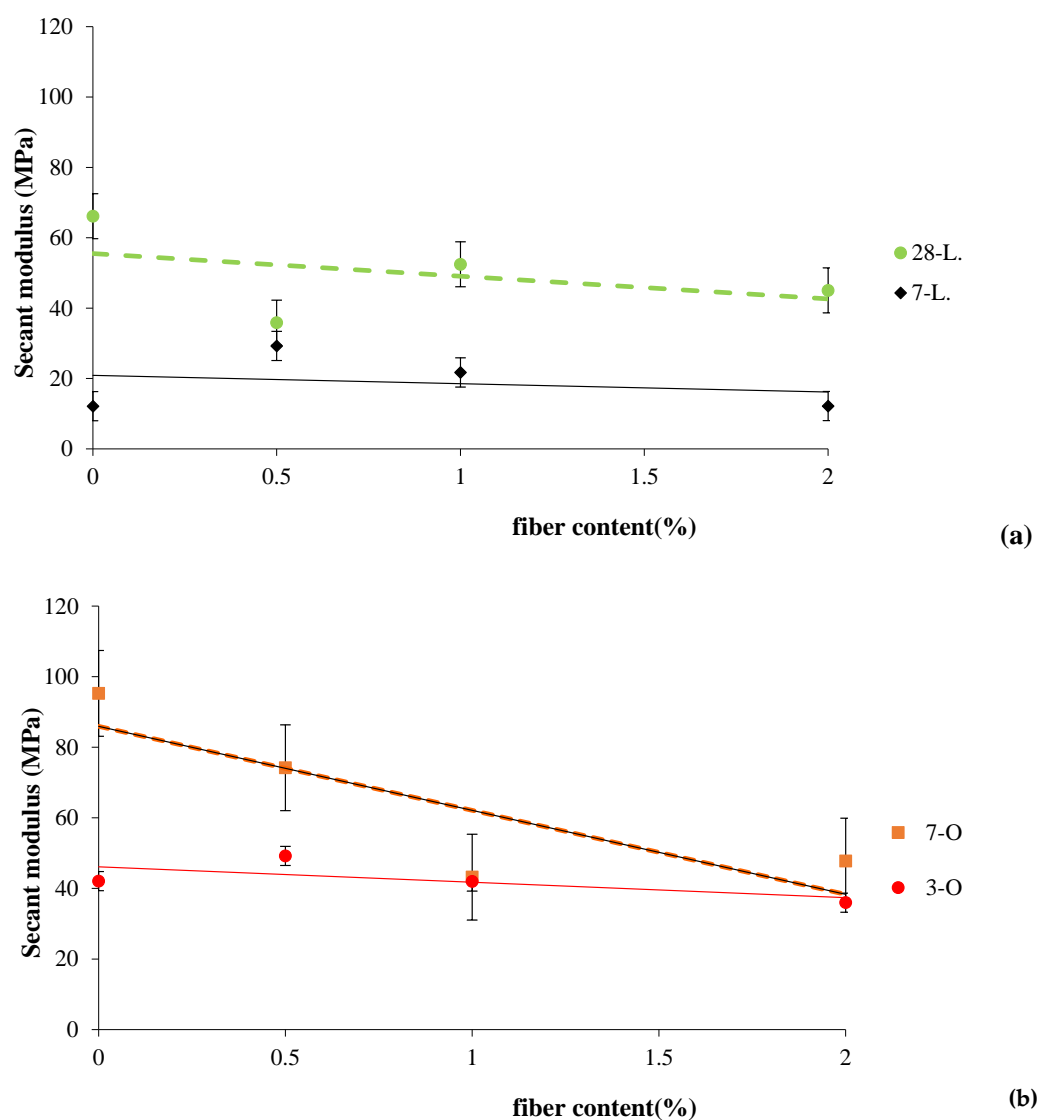 120
100
80
60
40
20
0
Secant modulus (MPa)
0 0.5 1 1.5 2
fiber content(%)
28-L.
7-L.
(a)
120
100
80
60
40
20
0
Secant modulus (MPa)
0 0.5 1 1.5 2
fiber content(%)
7-O
3-O
(b)